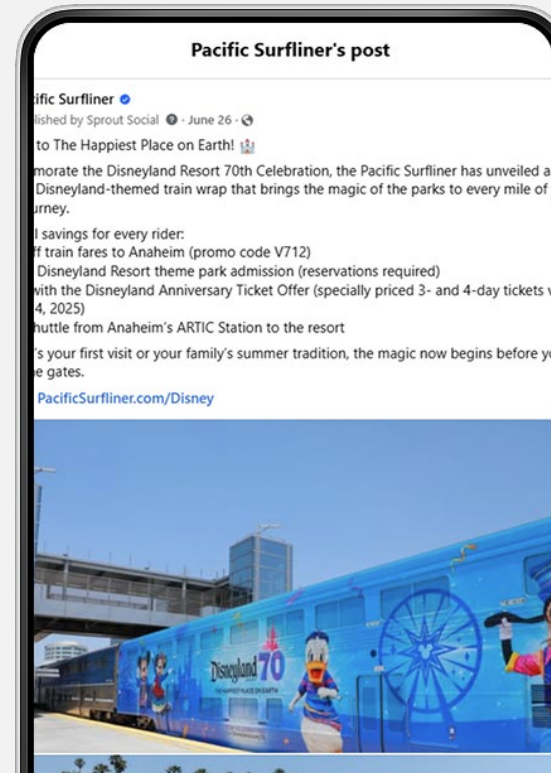 Pacific Surfliner's post
cific Surfliner
lished by Sprout Social · June 26 ·
to The Happiest Place on Earth! 🏰
morate the Disneyland Resort 70th Celebration, the Pacific Surfliner has unveiled a
Disneyland-themed train wrap that brings the magic of the parks to every mile of
urney.
l savings for every rider:
ff train fares to Anaheim (promo code V712)
Disneyland Resort theme park admission (reservations required)
with the Disneyland Anniversary Ticket Offer (specially priced 3- and 4-day tickets v
4, 2025)
huttle from Anaheim's ARTIC Station to the resort
's your first visit or your family's summer tradition, the magic now begins before yo
e gates.
PacificSurfliner.com/Disney
Disneyland 70
THE HAPPIEST PLACE ON EARTH